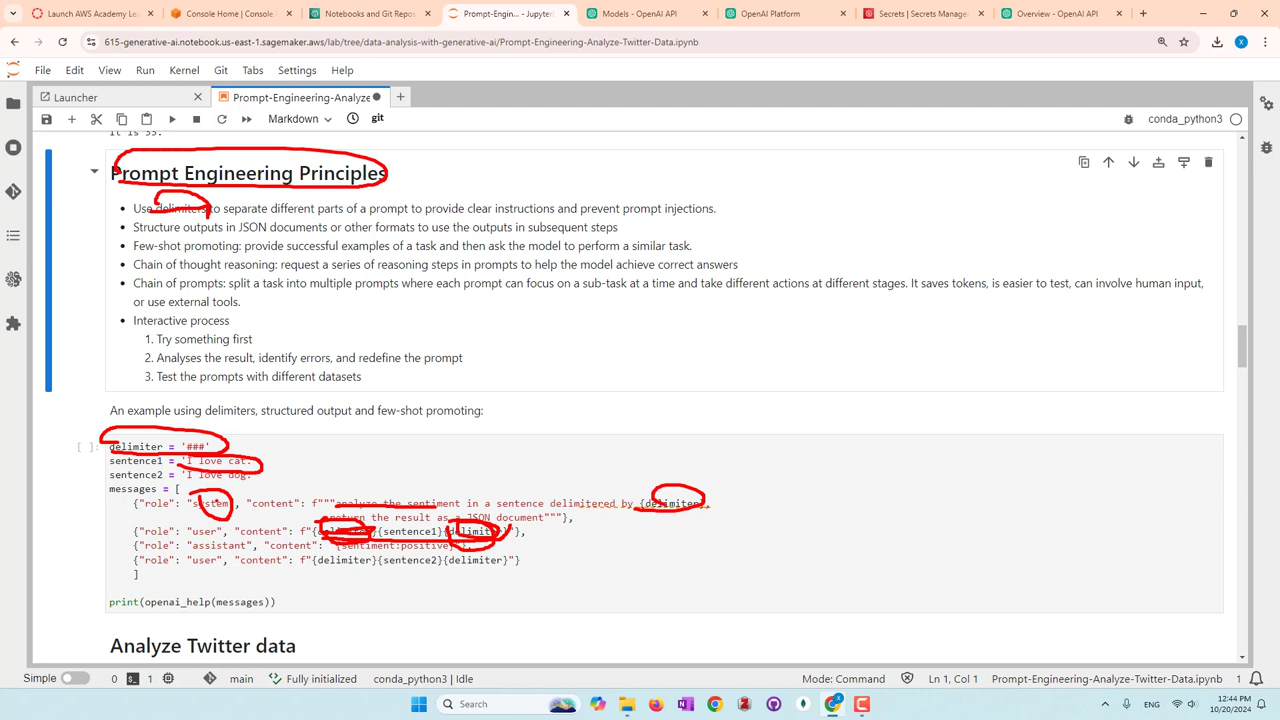 Launch AWS Academy Le
Console Home | Console
Notebooks and Git Repos
Prompt-Engin... - Jupyter
Models - OpenAI API
OpenAI Platform
Secrets | Secrets Manage
Overview - OpenAI API
615-generative-ai.notebook.us-east-1.sagemaker.aws/lab/tree/data-analysis-with-generative-ai/Prompt-Engineering-Analyze-Twitter-Data.ipynb
File Edit View Run Kernel Git Tabs Settings Help
Launcher
Prompt-Engineering-Analyze
Markdown
git
conda_python3
it is 55.
Prompt Engineering Principles
• Use delimiters to separate different parts of a prompt to provide clear instructions and prevent prompt injections.
• Structure outputs in JSON documents or other formats to use the outputs in subsequent steps
• Few-shot promoting: provide successful examples of a task and then ask the model to perform a similar task.
• Chain of thought reasoning: request a series of reasoning steps in prompts to help the model achieve correct answers
• Chain of prompts: split a task into multiple prompts where each prompt can focus on a sub-task at a time and take different actions at different stages. It saves tokens, is easier to test, can involve human input,
or use external tools.
• Interactive process
1. Try something first
2. Analyses the result, identify errors, and redefine the prompt
3. Test the prompts with different datasets
An example using delimiters, structured output and few-shot promoting:
[ ]:
delimiter = '###'
sentence1 = 'I love cat.'
sentence2 = 'I love dog.'
messages = [
{"role": "system", "content": f"""analyze the sentiment in a sentence delimitered by {delimiter},
return the result as a JSON document"""},
{"role": "user", "content": f"{delimiter}{sentence1}{delimiter}"},
{"role": "assistant", "content": "{sentiment:positive}"},
{"role": "user", "content": f"{delimiter}{sentence2}{delimiter}"}
]
print(openai_help(messages))
Analyze Twitter data
Simple 0 1 main Fully initialized conda_python3 | Idle Mode: Command Ln 1, Col 1 Prompt-Engineering-Analyze-Twitter-Data.ipynb 1
Search
ENG
12:44 PM
10/20/2024